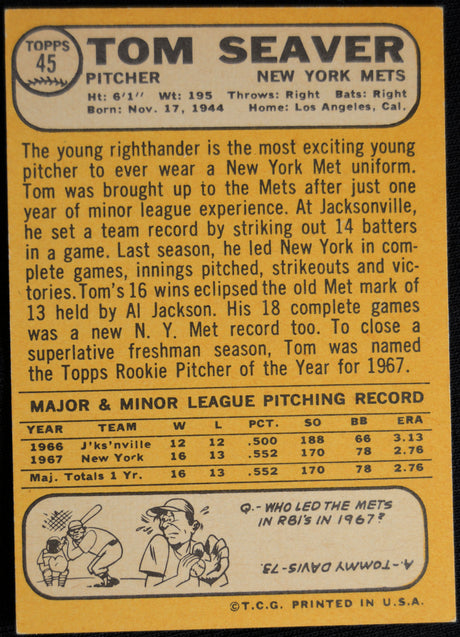 TOPPS
45
TOM SEAVER
PITCHER NEW YORK METS
Ht: 6'1" Wt: 195 Throws: Right Bats: Right
Born: Nov. 17, 1944 Home: Los Angeles, Cal.
The young righthander is the most exciting young
pitcher to ever wear a New York Met uniform.
Tom was brought up to the Mets after just one
year of minor league experience. At Jacksonville,
he set a team record by striking out 14 batters
in a game. Last season, he led New York in com-
plete games, innings pitched, strikeouts and vic-
tories. Tom's 16 wins eclipsed the old Met mark of
13 held by Al Jackson. His 18 complete games
was a new N. Y. Met record too. To close a
superlative freshman season, Tom was named
the Topps Rookie Pitcher of the Year for 1967.
MAJOR & MINOR LEAGUE PITCHING RECORD
YEAR TEAM W L PCT. SO BB ERA
1966 J'ks'nville 12 12 .500 188 66 3.13
1967 New York 16 13 .552 170 78 2.76
Maj. Totals 1 Yr. 16 13 .552 170 78 2.76
Q.- WHO LED THE METS
IN RBI'S IN 1967?
A.-TOMMY DAVIS-73.
©T.C.G. PRINTED IN U.S.A.